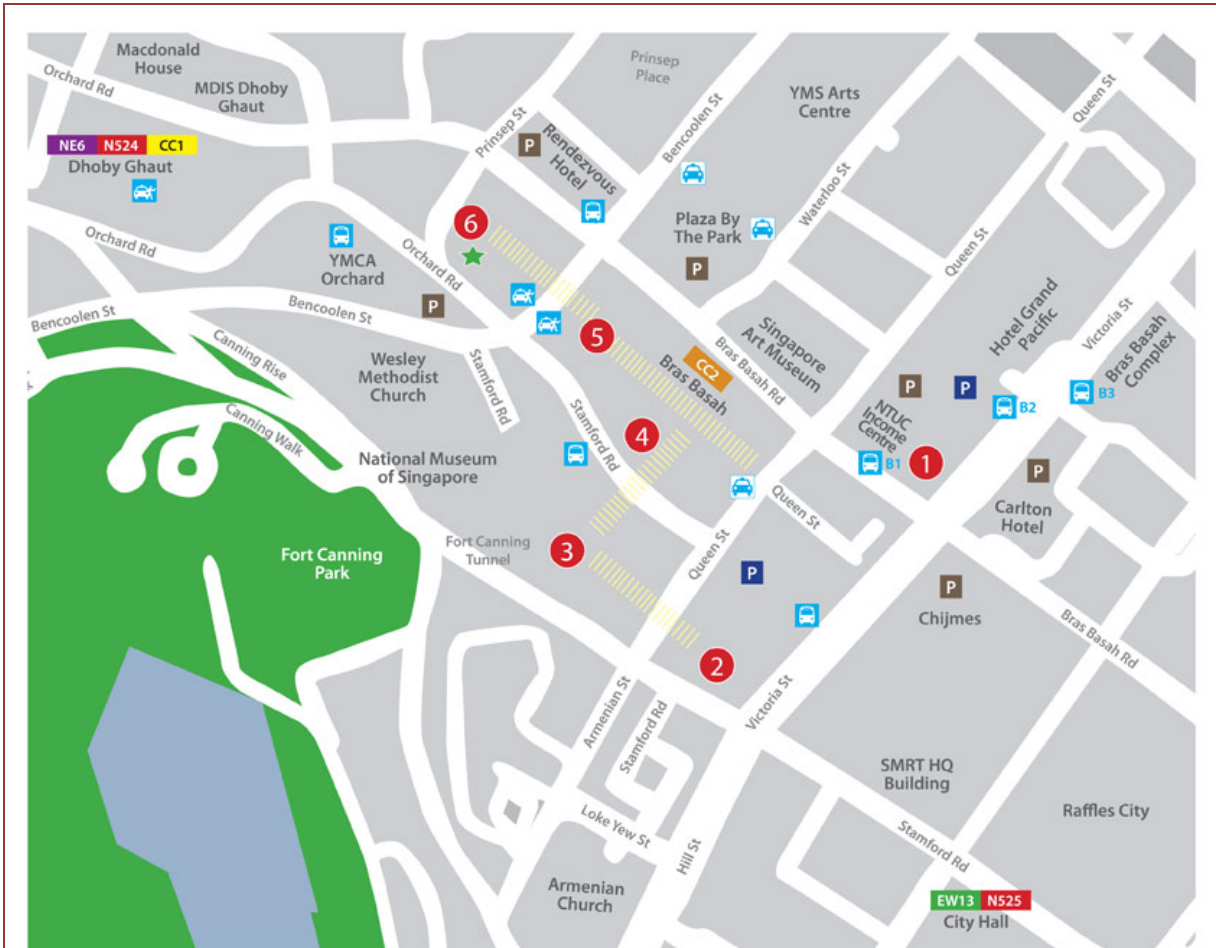 Macdonald
House
Orchard Rd
MDIS Dhoby
Ghaut
NE6 N524 CC1
Dhoby Ghaut
Orchard Rd
YMCA
Orchard
Orchard Rd
P
Prinsep St
P
Rendezvous
Hotel
Prinsep
Place
Bencoolen St
YMS Arts
Centre
Queen St
Waterloo St
Plaza By
The Park
P
6
5
Bencoolen St
Bencoolen St
Canning Rise
Canning Walk
Wesley
Methodist
Church
Stamford Rd
Stamford Rd
National Museum
of Singapore
CC2
Bras Basah
Bras Basah Rd
Singapore
Art Museum
Queen St
Hotel Grand
Pacific
Victoria St
Bras Basah
Complex
P
P
B2
B3
NTUC
Income
Centre
B1
1
P
Carlton
Hotel
4
3
Fort Canning
Tunnel
Fort Canning
Park
Queen St
Queen St
P
2
P
Chijmes
Bras Basah Rd
Victoria St
Armenian St
Stamford Rd
Loke Yew St
Hill St
Armenian
Church
SMRT HQ
Building
Raffles City
Stamford Rd
EW13 N525
City Hall